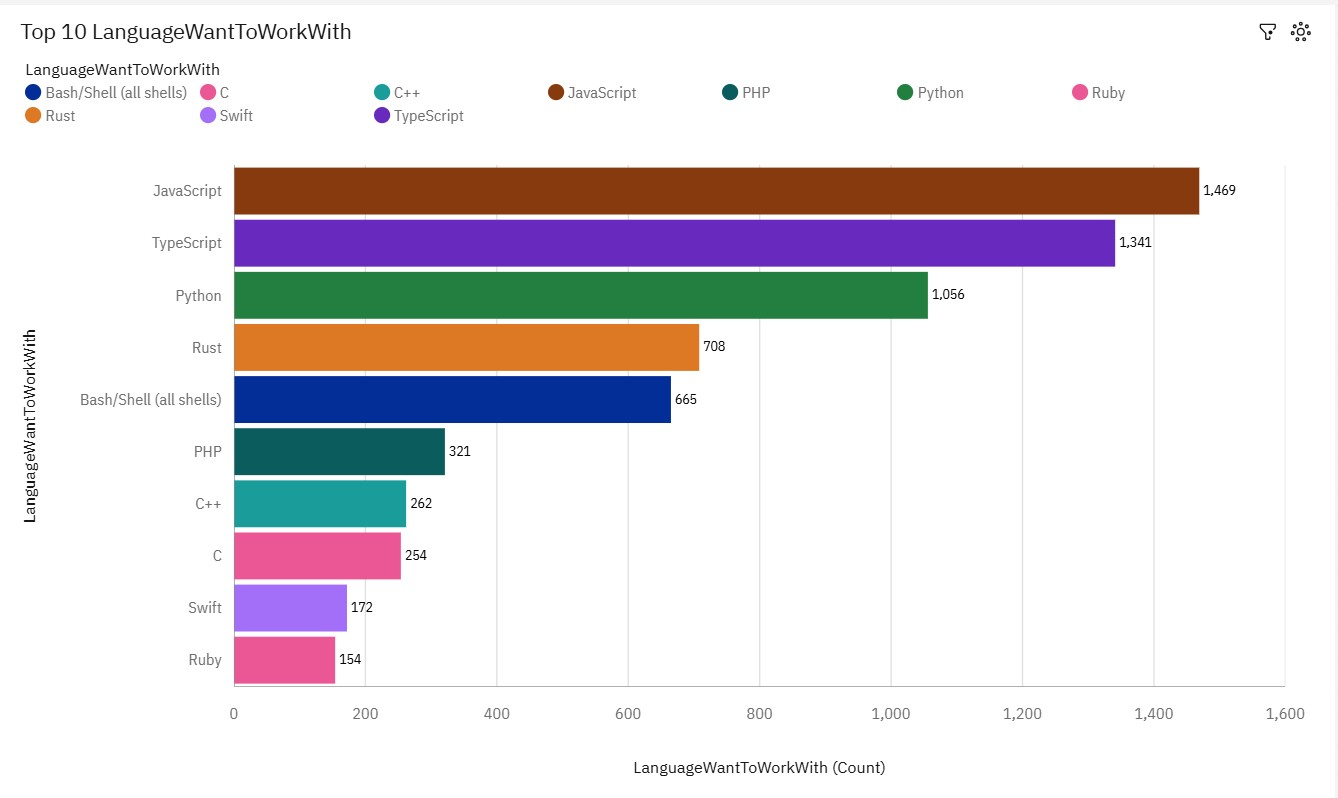 Top 10 LanguageWantToWorkWith
LanguageWantToWorkWith
Bash/Shell (all shells) C C++ JavaScript PHP Python Ruby
Rust Swift TypeScript
LanguageWantToWorkWith
JavaScript 1,469
TypeScript 1,341
Python 1,056
Rust 708
Bash/Shell (all shells) 665
PHP 321
C++ 262
C 254
Swift 172
Ruby 154
0 200 400 600 800 1,000 1,200 1,400 1,600
LanguageWantToWorkWith (Count)